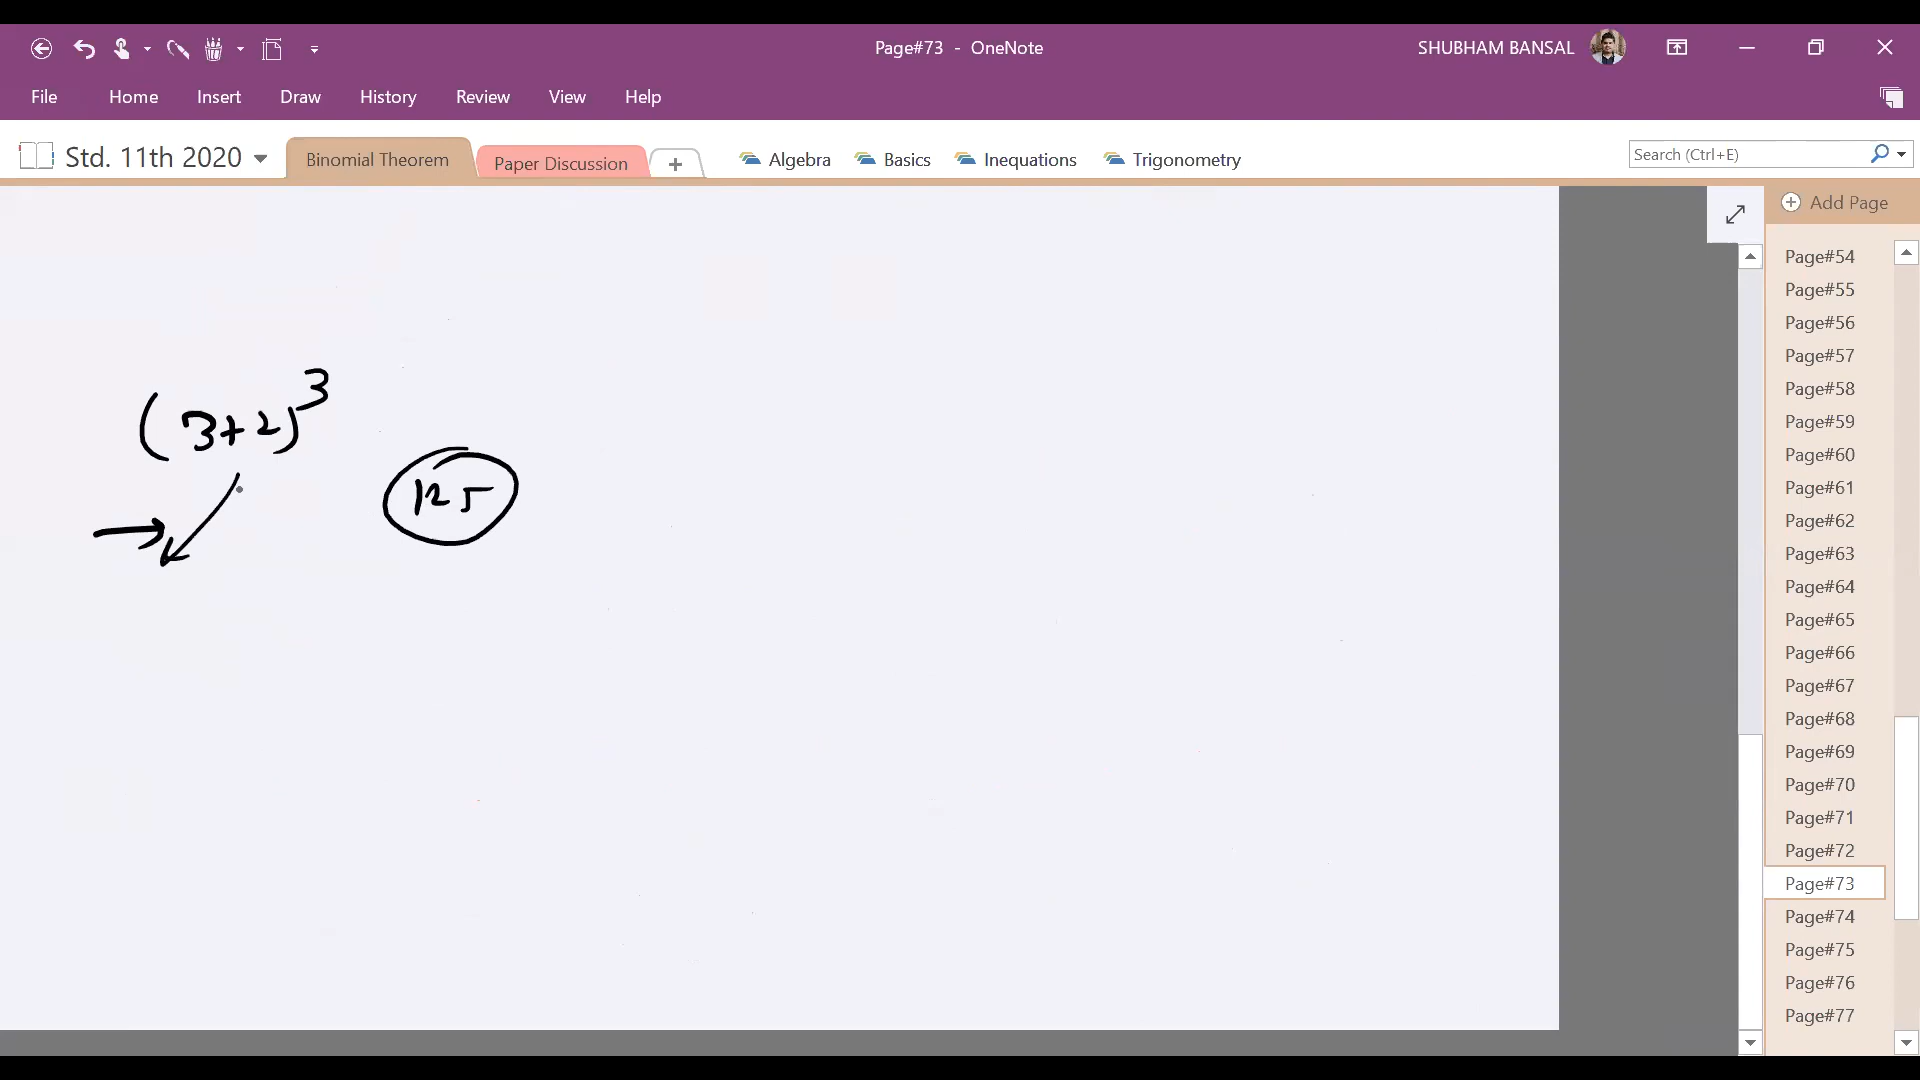 Page#73 - OneNote
SHUBHAM BANSAL
File Home Insert Draw History Review View Help
Std. 11th 2020
Binomial Theorem
Paper Discussion
Algebra
Basics
Inequations
Trigonometry
Search (Ctrl+E)
Add Page
Page#54
Page#55
Page#56
Page#57
Page#58
Page#59
Page#60
Page#61
Page#62
Page#63
Page#64
Page#65
Page#66
Page#67
Page#68
Page#69
Page#70
Page#71
Page#72
Page#73
Page#74
Page#75
Page#76
Page#77
(3+2)³
125